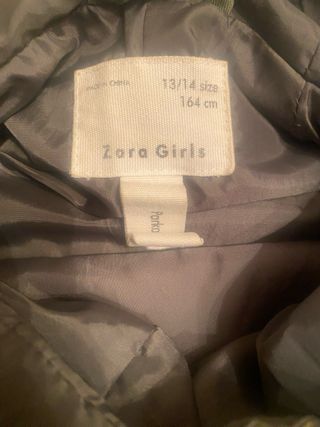 MADE IN CHINA
13/14 size
164 cm
Zara Girls
Parka